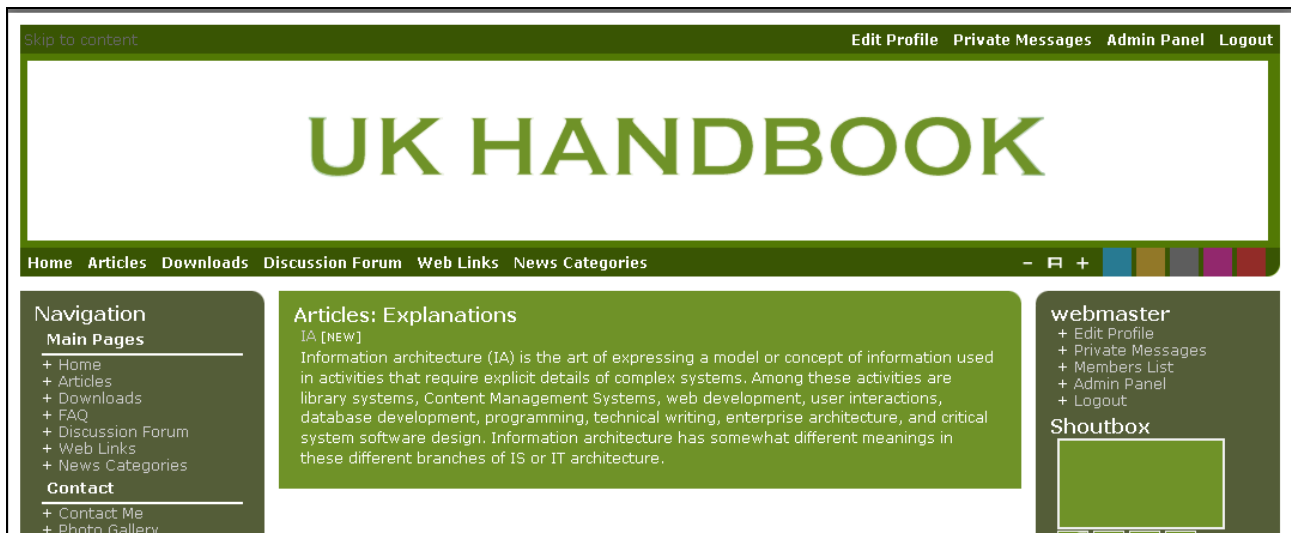 Skip to content
Edit Profile Private Messages Admin Panel Logout
UK HANDBOOK
Home Articles Downloads Discussion Forum Web Links News Categories
- A +
Navigation
Main Pages
+ Home
+ Articles
+ Downloads
+ FAQ
+ Discussion Forum
+ Web Links
+ News Categories
Contact
+ Contact Me
+ Photo Gallery
Articles: Explanations
IA [NEW]
Information architecture (IA) is the art of expressing a model or concept of information used
in activities that require explicit details of complex systems. Among these activities are
library systems, Content Management Systems, web development, user interactions,
database development, programming, technical writing, enterprise architecture, and critical
system software design. Information architecture has somewhat different meanings in
these different branches of IS or IT architecture.
webmaster
+ Edit Profile
+ Private Messages
+ Members List
+ Admin Panel
+ Logout
Shoutbox